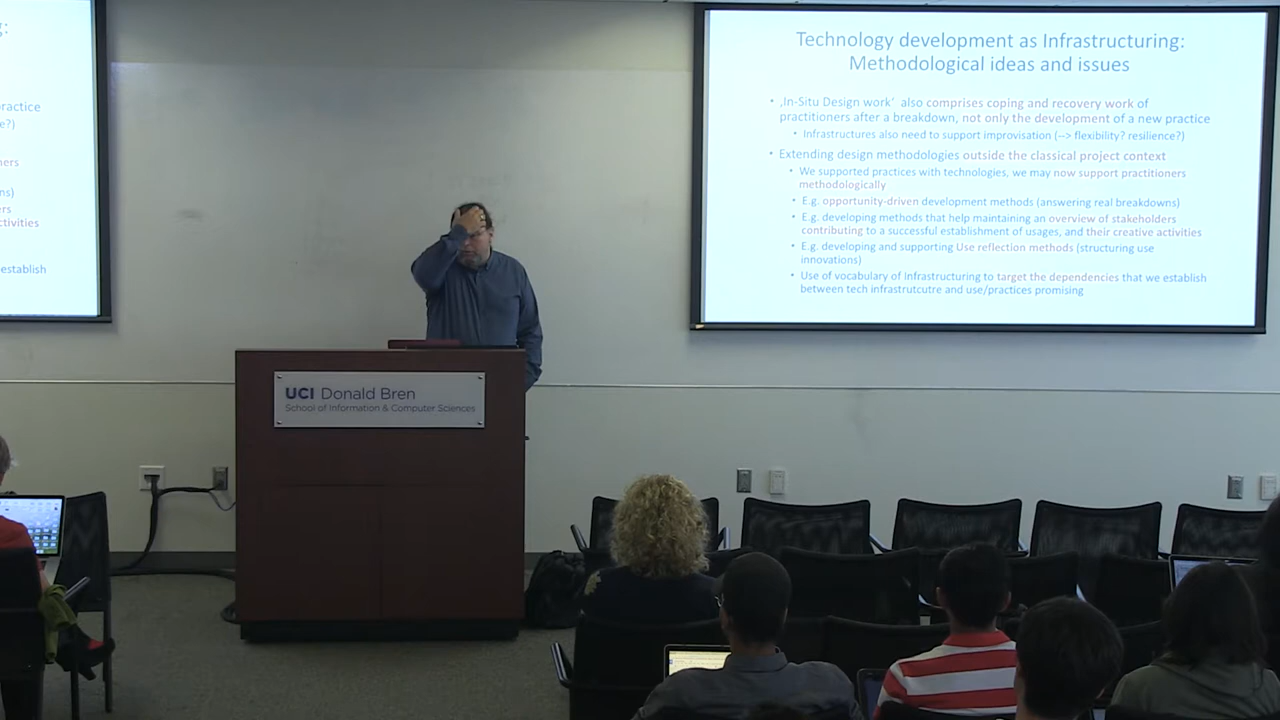 :
ractice
e?)
ners
ns)
rs
ctivities
establish
Technology development as Infrastructuring:
Methodological ideas and issues
• ‚In-Situ Design work' also comprises coping and recovery work of
practitioners after a breakdown, not only the development of a new practice
• Infrastructures also need to support improvisation (--> flexibility? resilience?)
• Extending design methodologies outside the classical project context
• We supported practices with technologies, we may now support practitioners
methodologically
• E.g. opportunity-driven development methods (answering real breakdowns)
• E.g. developing methods that help maintaining an overview of stakeholders
contributing to a successful establishment of usages, and their creative activities
• E.g. developing and supporting Use reflection methods (structuring use
innovations)
• Use of vocabulary of Infrastructuring to target the dependencies that we establish
between tech infrastrutcutre and use/practices promising
UCI Donald Bren
School of Information & Computer Sciences